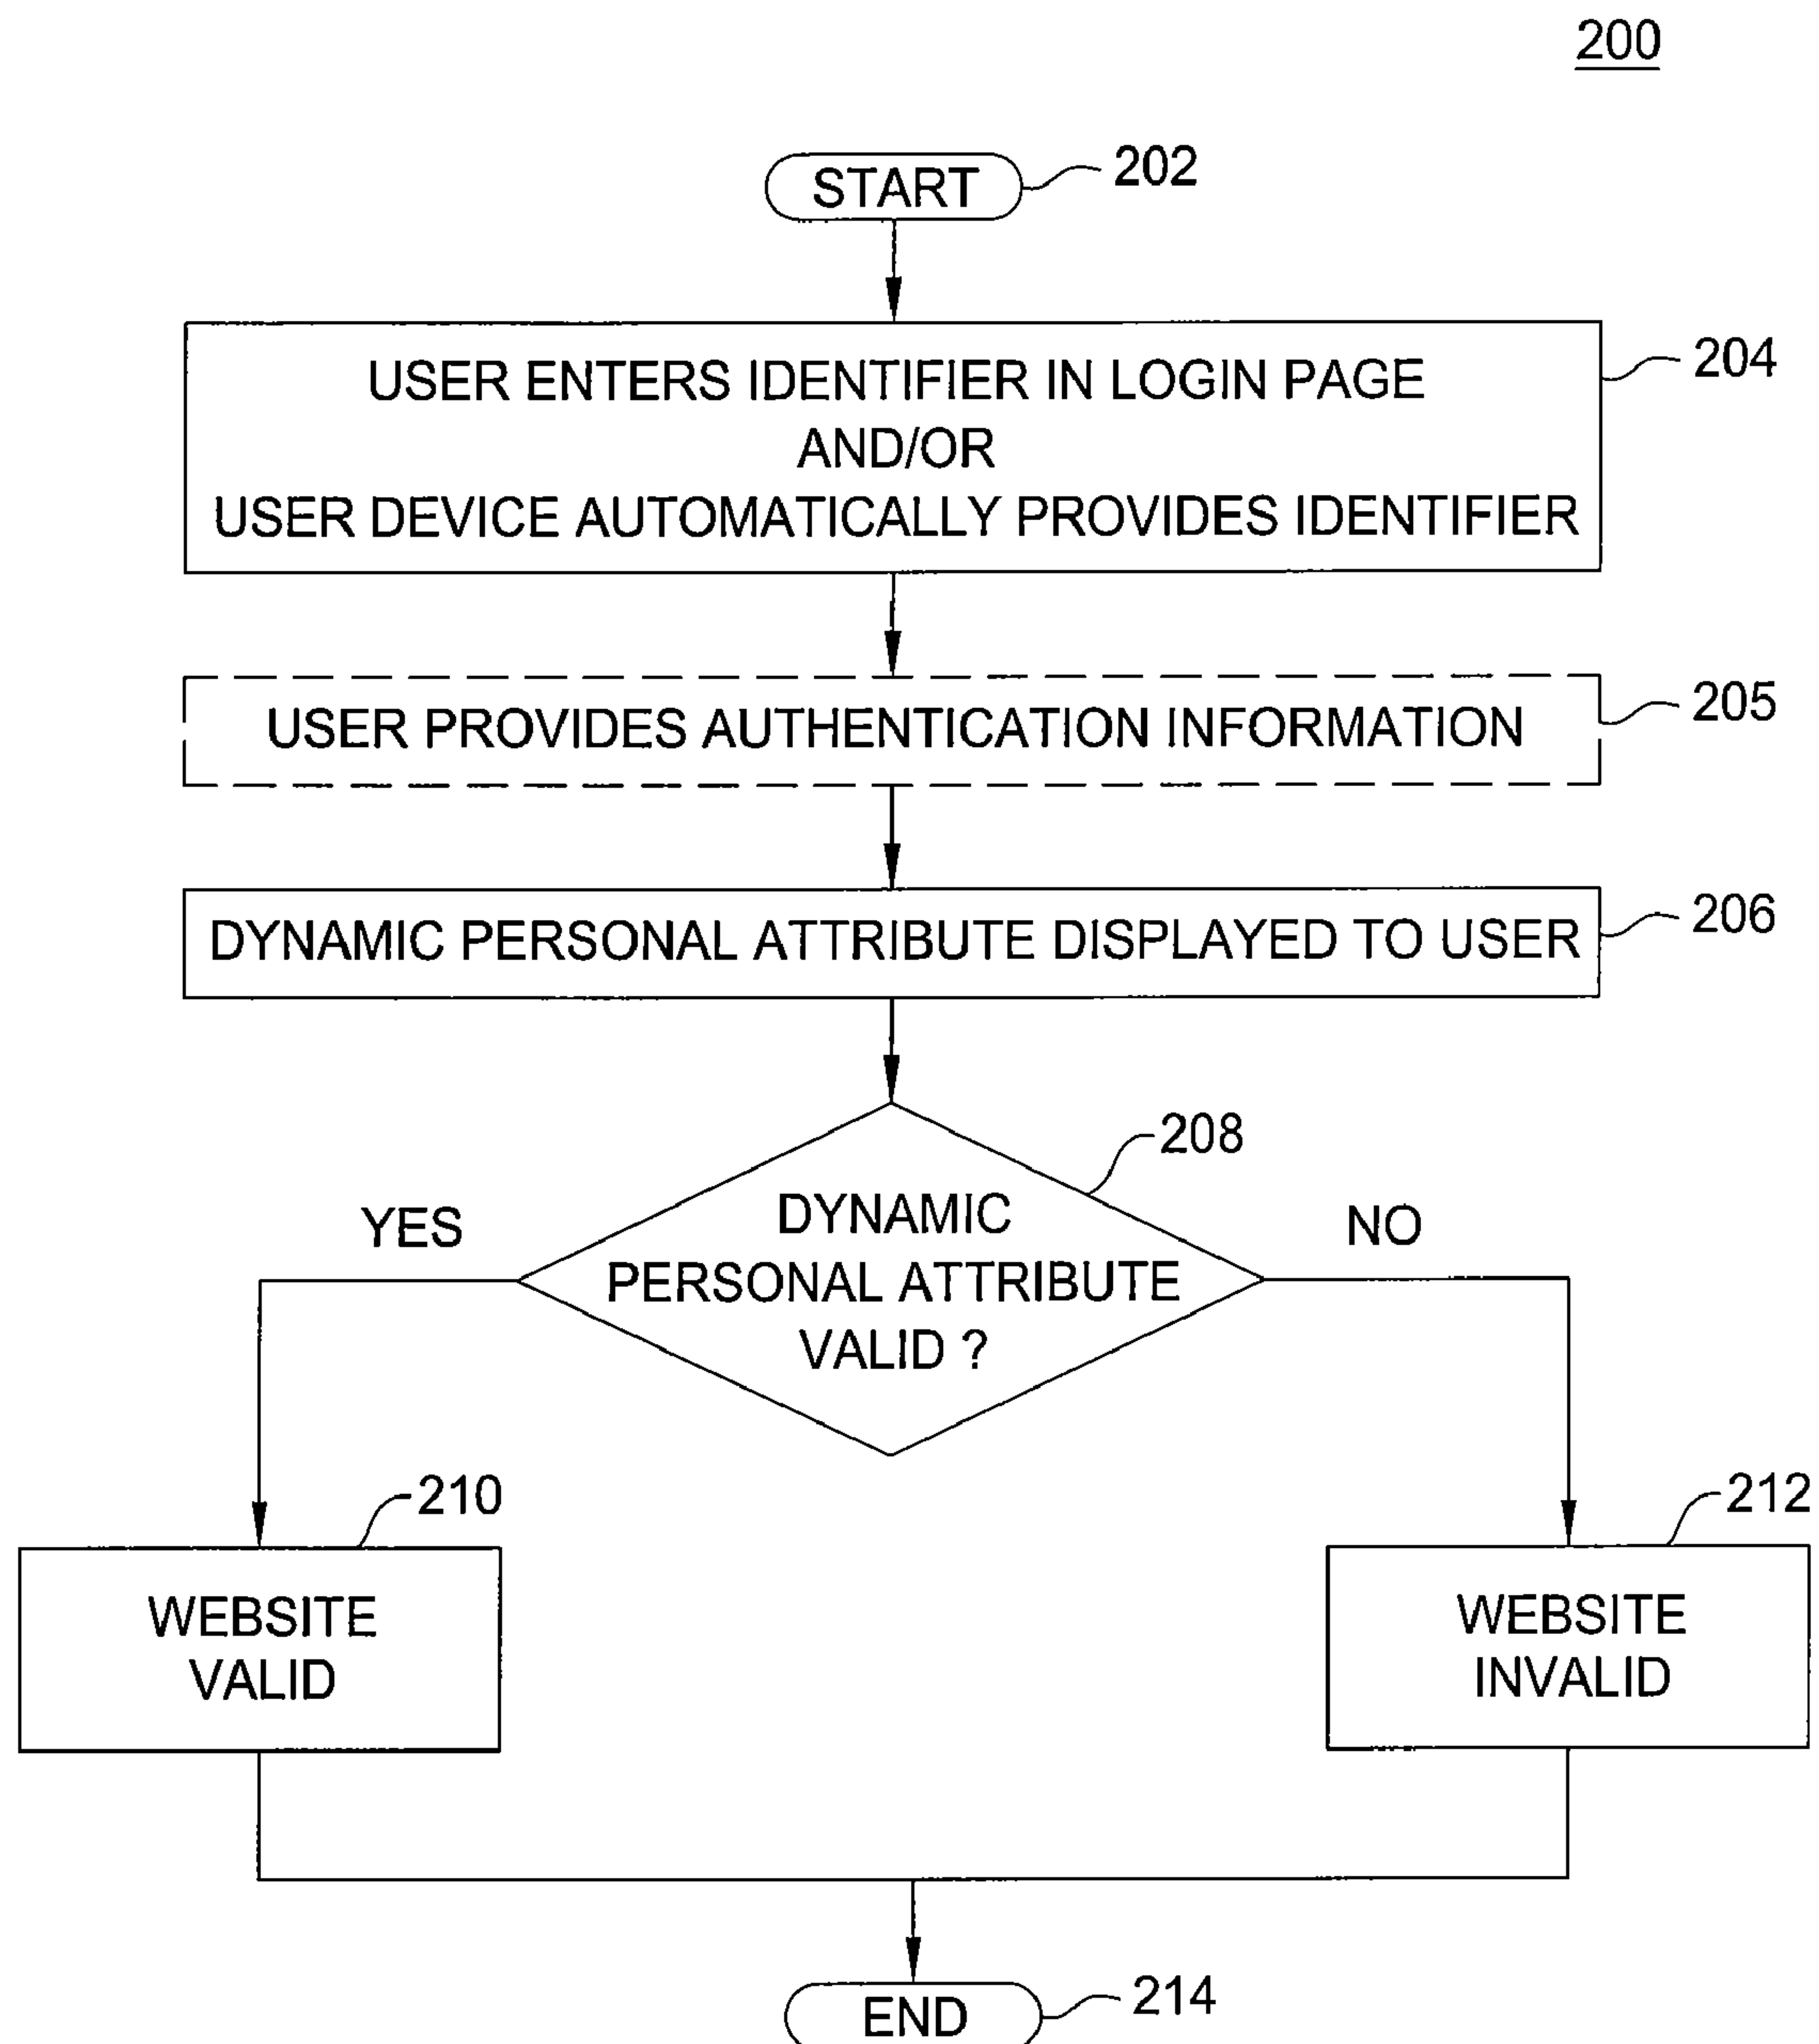 200
START
202
USER ENTERS IDENTIFIER IN LOGIN PAGE
AND/OR
USER DEVICE AUTOMATICALLY PROVIDES IDENTIFIER
204
USER PROVIDES AUTHENTICATION INFORMATION
205
DYNAMIC PERSONAL ATTRIBUTE DISPLAYED TO USER
206
208
YES
NO
DYNAMIC
PERSONAL ATTRIBUTE
VALID ?
210
212
WEBSITE
VALID
WEBSITE
INVALID
END
214